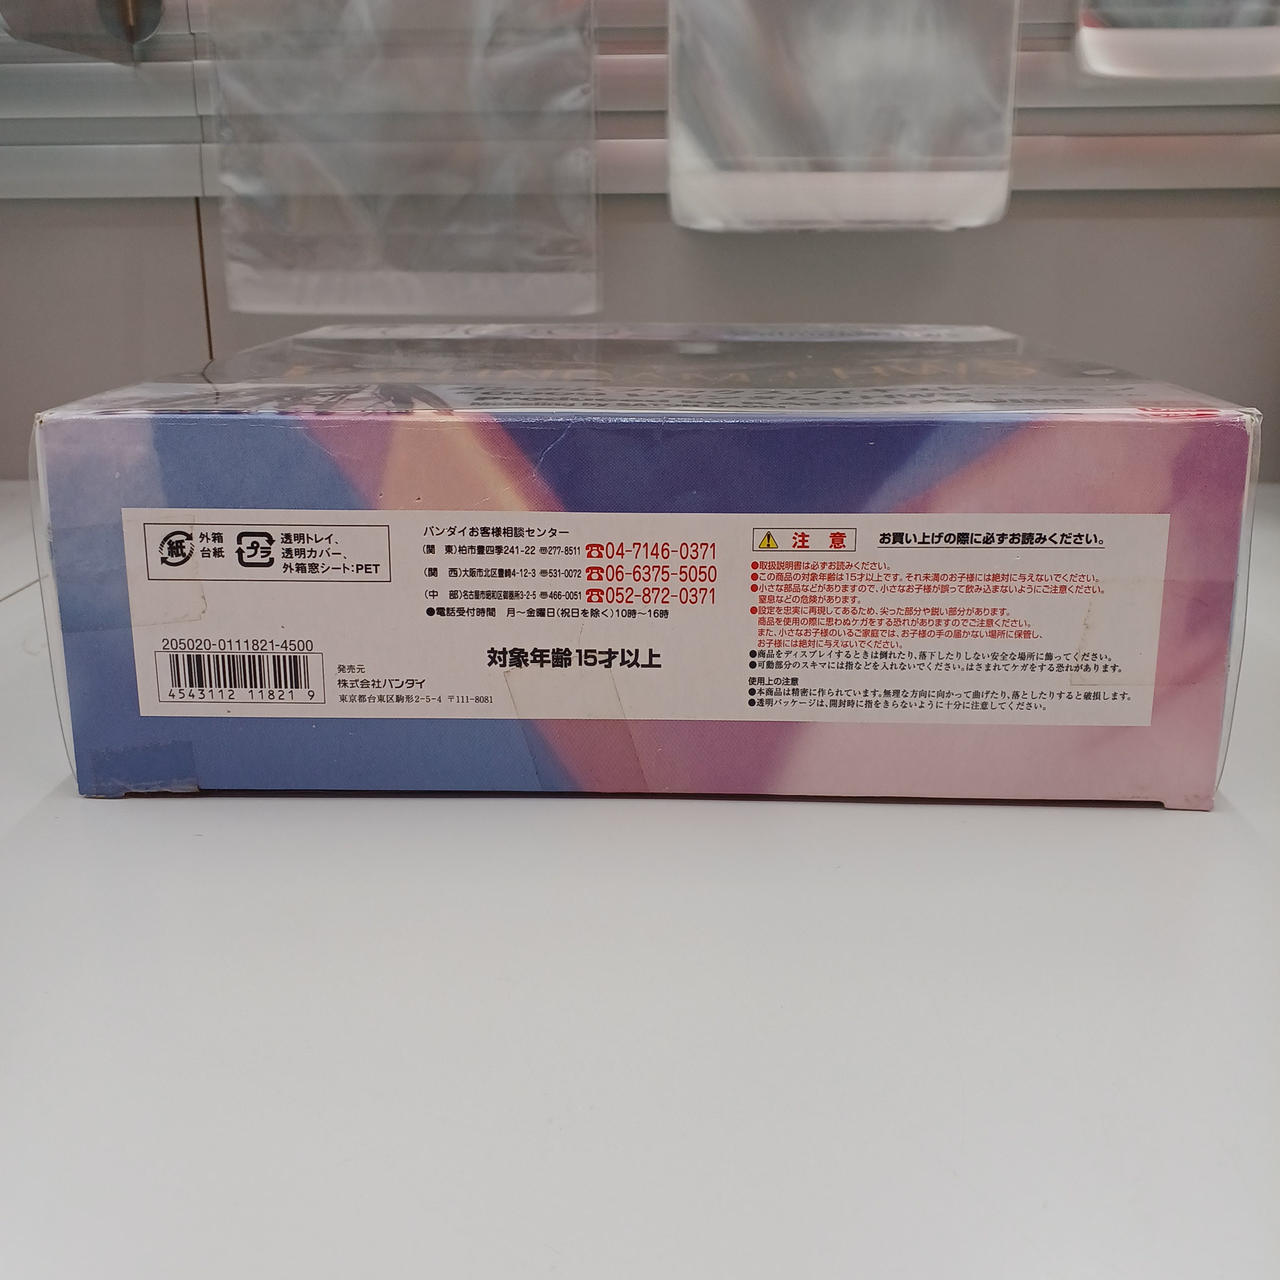 紙
外箱
台紙
プラ
透明トレイ、
透明カバー、
外箱窓シート:PET
205020-0111821-4500
4543112 118219
バンダイお客様相談センター
(関 東)柏市豊四季241-22 〠277-8511 ☎04-7146-0371
(関 西)大阪市北区豊崎4-12-3 〠531-0072 ☎06-6375-5050
(中 部)名古屋市昭和区御器所3-2-5 〠466-0051 ☎052-872-0371
●電話受付時間 月〜金曜日(祝日を除く)10時〜16時
対象年齢15才以上
発売元
株式会社バンダイ
東京都台東区駒形2-5-4 〒111-8081
注意
お買い上げの際に必ずお読みください。
●取扱説明書は必ずお読みください。
●この商品の対象年齢は15才以上です。それ未満のお子様には絶対に与えないでください。
●小さな部品などがありますので、小さなお子様が誤って飲み込まないようにご注意ください。
窒息などの危険があります。
●設定を忠実に再現してあるため、尖った部分や鋭い部分があります。
商品を使用の際に思わぬケガをする恐れがありますのでご注意ください。
また、小さなお子様のいるご家庭では、お子様の手の届かない場所に保管し、
お子様には絶対に与えないでください。
●商品をディスプレイするときは倒れたり、落下したりしない安全な場所に飾ってください。
●可動部分のスキマには指などを入れないでください。はさまれてケガをする恐れがあります。
使用上の注意
●本商品は精密に作られています。無理な方向に向かって曲げたり、落としたりすると破損します。
●透明パッケージは、開封時に指をきらないように十分に注意してください。